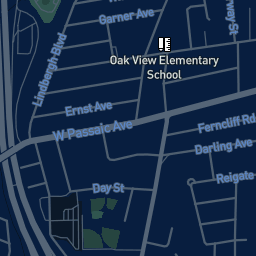 Garner Ave
Lindbergh Blvd
Oak View Elementary
School
Ernst Ave
W Passaic Ave
Ferncliff Rd
Darling Ave
Reigate
Day St